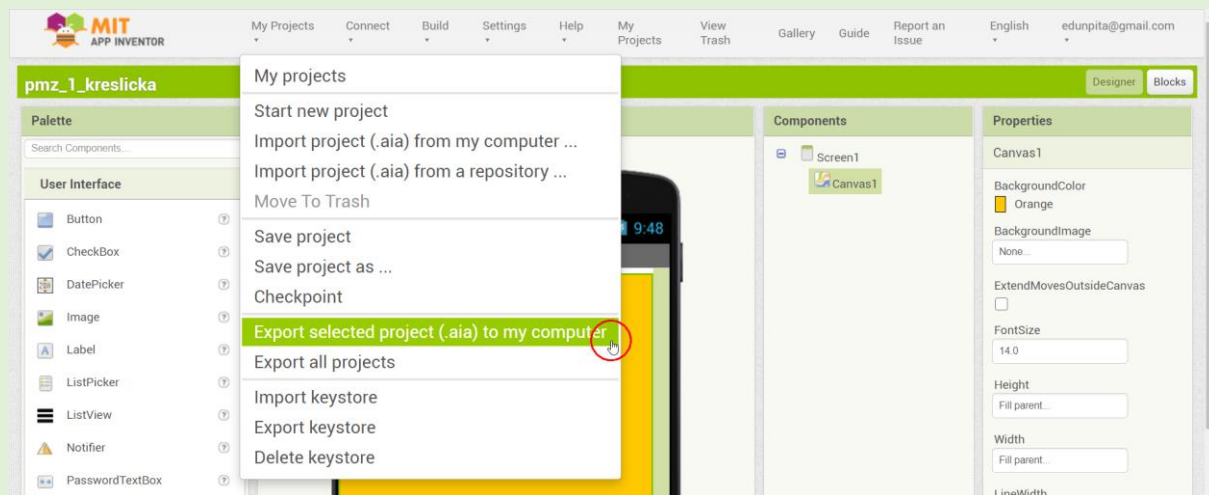 MIT
APP INVENTOR
My Projects
Connect
Build
Settings
Help
My
Projects
View
Trash
Gallery
Guide
Report an
Issue
English
edunpita@gmail.com
pmz_1_kreslicka
Designer
Blocks
My projects
Start new project
Import project (.aia) from my computer ...
Import project (.aia) from a repository ...
Move To Trash
Save project
Save project as ...
Checkpoint
Export selected project (.aia) to my computer
Export all projects
Import keystore
Export keystore
Delete keystore
Palette
Search Components...
User Interface
Button
CheckBox
DatePicker
Image
Label
ListPicker
ListView
Notifier
PasswordTextBox
9:48
Components
Screen1
Canvas1
Properties
Canvas1
BackgroundColor
Orange
BackgroundImage
None...
ExtendMovesOutsideCanvas
FontSize
14.0
Height
Fill parent...
Width
Fill parent...
LineWidth